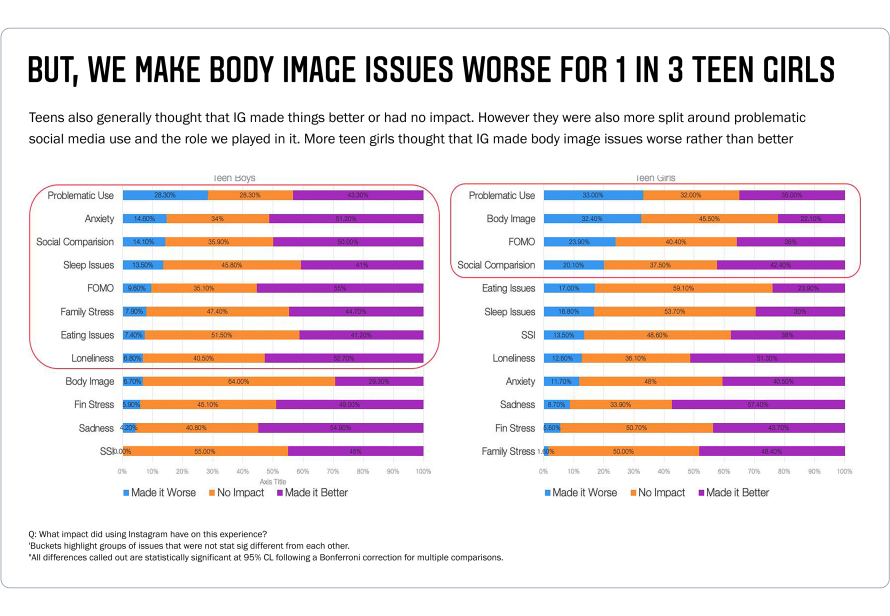 BUT, WE MAKE BODY IMAGE ISSUES WORSE FOR 1 IN 3 TEEN GIRLS
Teens also generally thought that IG made things better or had no impact. However they were also more split around problematic
social media use and the role we played in it. More teen girls thought that IG made body image issues worse rather than better
Teen Boys
Problematic Use 28.30% 28.30% 43.30%
Anxiety 14.80% 34% 51.20%
Social Comparision 14.10% 35.90% 50.00%
Sleep Issues 13.50% 45.80% 41%
FOMO 9.60% 35.10% 55%
Family Stress 7.80% 47.40% 44.70%
Eating Issues 7.40% 51.50% 41.20%
Loneliness 6.80% 40.50% 52.70%
Body Image 6.70% 64.00% 29.30%
Fin Stress 5.90% 45.10% 49.00%
Sadness 4.20% 40.80% 54.90%
SSI 0.00% 55.00% 45%
0% 10% 20% 30% 40% 50% 60% 70% 80% 90% 100%
Axis Title
Made it Worse No Impact Made it Better
Teen Girls
Problematic Use 33.00% 32.00% 35.00%
Body Image 32.40% 45.50% 22.10%
FOMO 23.90% 40.40% 36%
Social Comparision 20.10% 37.50% 42.40%
Eating Issues 17.00% 59.10% 23.90%
Sleep Issues 16.80% 53.70% 30%
SSI 13.50% 48.60% 38%
Loneliness 12.60% 36.10% 51.30%
Anxiety 11.70% 48% 40.50%
Sadness 8.70% 33.90% 57.40%
Fin Stress 5.60% 50.70% 43.70%
Family Stress 1.60% 50.00% 48.40%
0% 10% 20% 30% 40% 50% 60% 70% 80% 90% 100%
Made it Worse No Impact Made it Better
Q: What impact did using Instagram have on this experience?
'Buckets highlight groups of issues that were not stat sig different from each other.
"All differences called out are statistically significant at 95% CL following a Bonferroni correction for multiple comparisons.